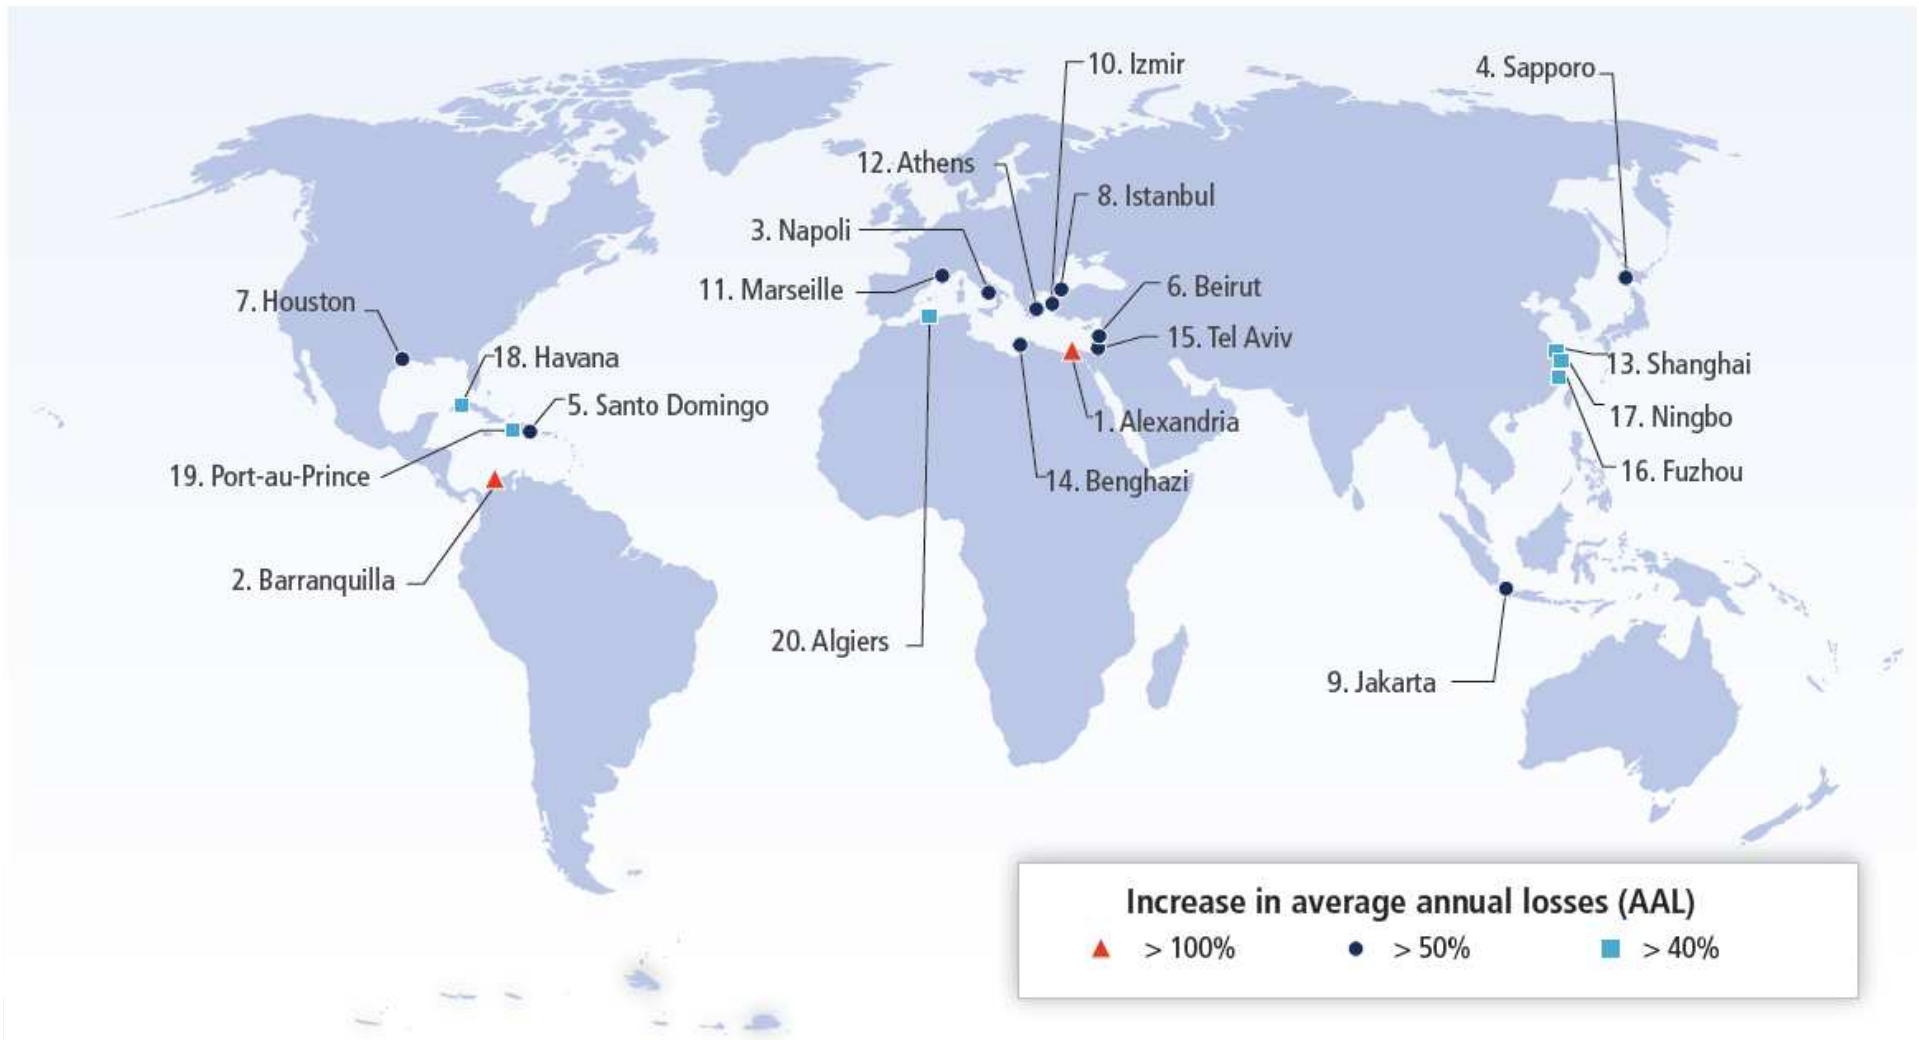 10. Izmir
4. Sapporo
12. Athens
8. Istanbul
3. Napoli
11. Marseille
6. Beirut
7. Houston
15. Tel Aviv
18. Havana
13. Shanghai
5. Santo Domingo
17. Ningbo
1. Alexandria
19. Port-au-Prince
14. Benghazi
16. Fuzhou
2. Barranquilla
20. Algiers
9. Jakarta
Increase in average annual losses (AAL)
> 100% > 50% > 40%